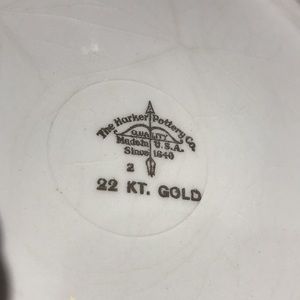 The Harker Pottery Co.
QUALITY
Made in U.S.A.
Since 1840
2
22 KT. GOLD